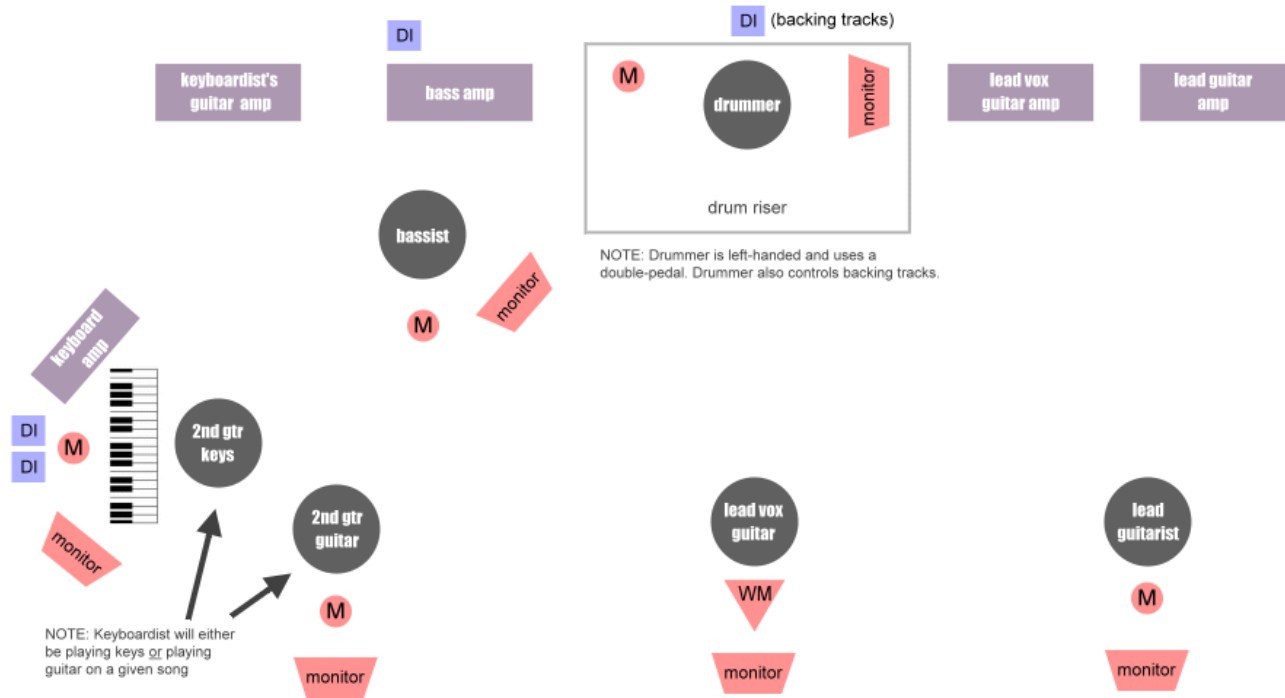 DI (backing tracks)
DI
keyboardist's
guitar amp
bass amp
M
drummer
monitor
lead vox
guitar amp
lead guitar
amp
drum riser
bassist
NOTE: Drummer is left-handed and uses a
double-pedal. Drummer also controls backing tracks.
monitor
M
keyboard
amp
DI
DI
M
2nd gtr
keys
monitor
2nd gtr
guitar
lead vox
guitar
lead
guitarist
M
WM
M
NOTE: Keyboardist will either
be playing keys or playing
guitar on a given song
monitor
monitor
monitor